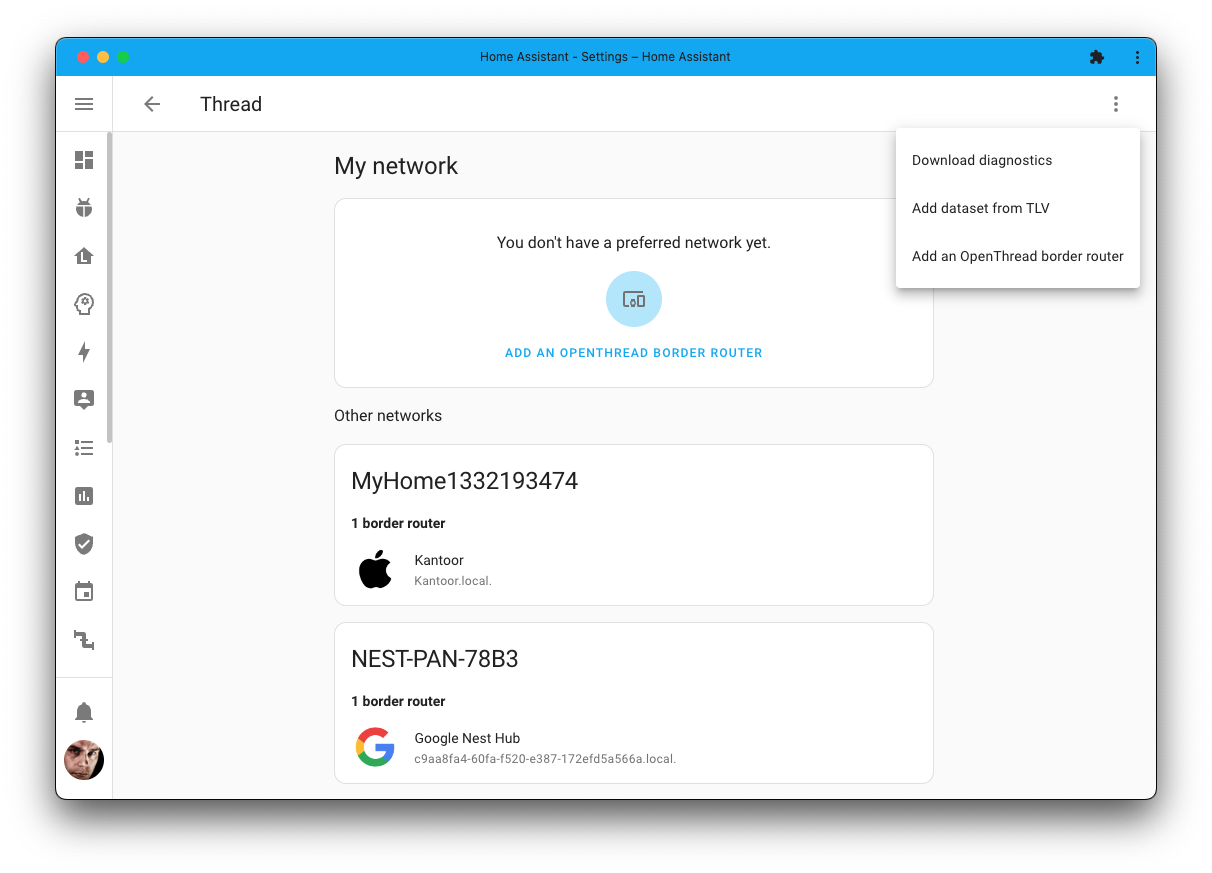 Home Assistant - Settings – Home Assistant
Thread
Download diagnostics
Add dataset from TLV
Add an OpenThread border router
My network
You don't have a preferred network yet.
ADD AN OPENTHREAD BORDER ROUTER
Other networks
MyHome1332193474
1 border router
Kantoor
Kantoor.local.
NEST-PAN-78B3
1 border router
Google Nest Hub
c9aa8fa4-60fa-f520-e387-172efd5a566a.local.